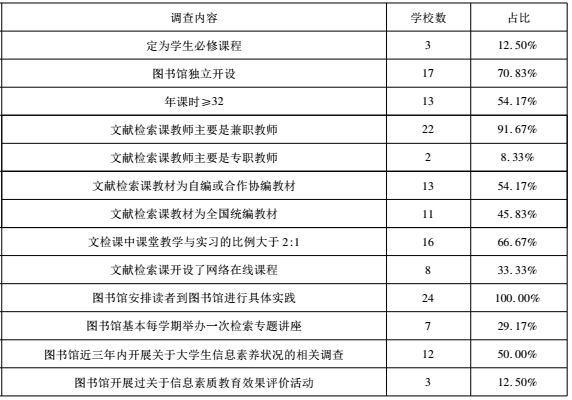 调查内容 学校数 占比
定为学生必修课程 3 12.50%
图书馆独立开设 17 70.83%
年课时≥32 13 54.17%
文献检索课教师主要是兼职教师 22 91.67%
文献检索课教师主要是专职教师 2 8.33%
文献检索课教材为自编或合作协编教材 13 54.17%
文献检索课教材为全国统编教材 11 45.83%
文检课中课堂教学与实习的比例大于 2:1 16 66.67%
文献检索课开设了网络在线课程 8 33.33%
图书馆安排读者到图书馆进行具体实践 24 100.00%
图书馆基本每学期举办一次检索专题讲座 7 29.17%
图书馆近三年内开展关于大学生信息素养状况的相关调查 12 50.00%
图书馆开展过关于信息素质教育效果评价活动 3 12.50%